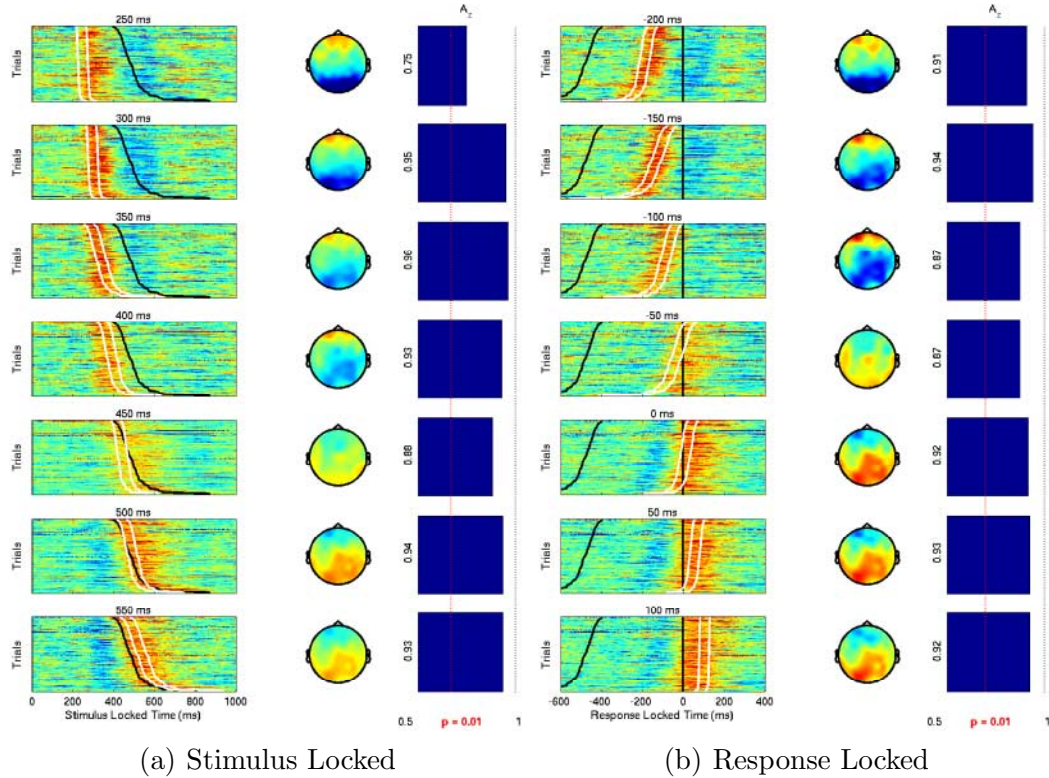 A_z
250 ms
Trials
0.75
300 ms
Trials
0.95
350 ms
Trials
0.96
400 ms
Trials
0.93
450 ms
Trials
0.88
500 ms
Trials
0.94
550 ms
Trials
0.93
0 200 400 600 800 1000
Stimulus Locked Time (ms)
0.5 p = 0.01 1
(a) Stimulus Locked
A_z
-200 ms
Trials
0.91
-150 ms
Trials
0.94
-100 ms
Trials
0.87
-50 ms
Trials
0.87
0 ms
Trials
0.92
50 ms
Trials
0.93
100 ms
Trials
0.92
-600 -400 -200 0 200 400
Response Locked Time (ms)
0.5 p = 0.01 1
(b) Response Locked